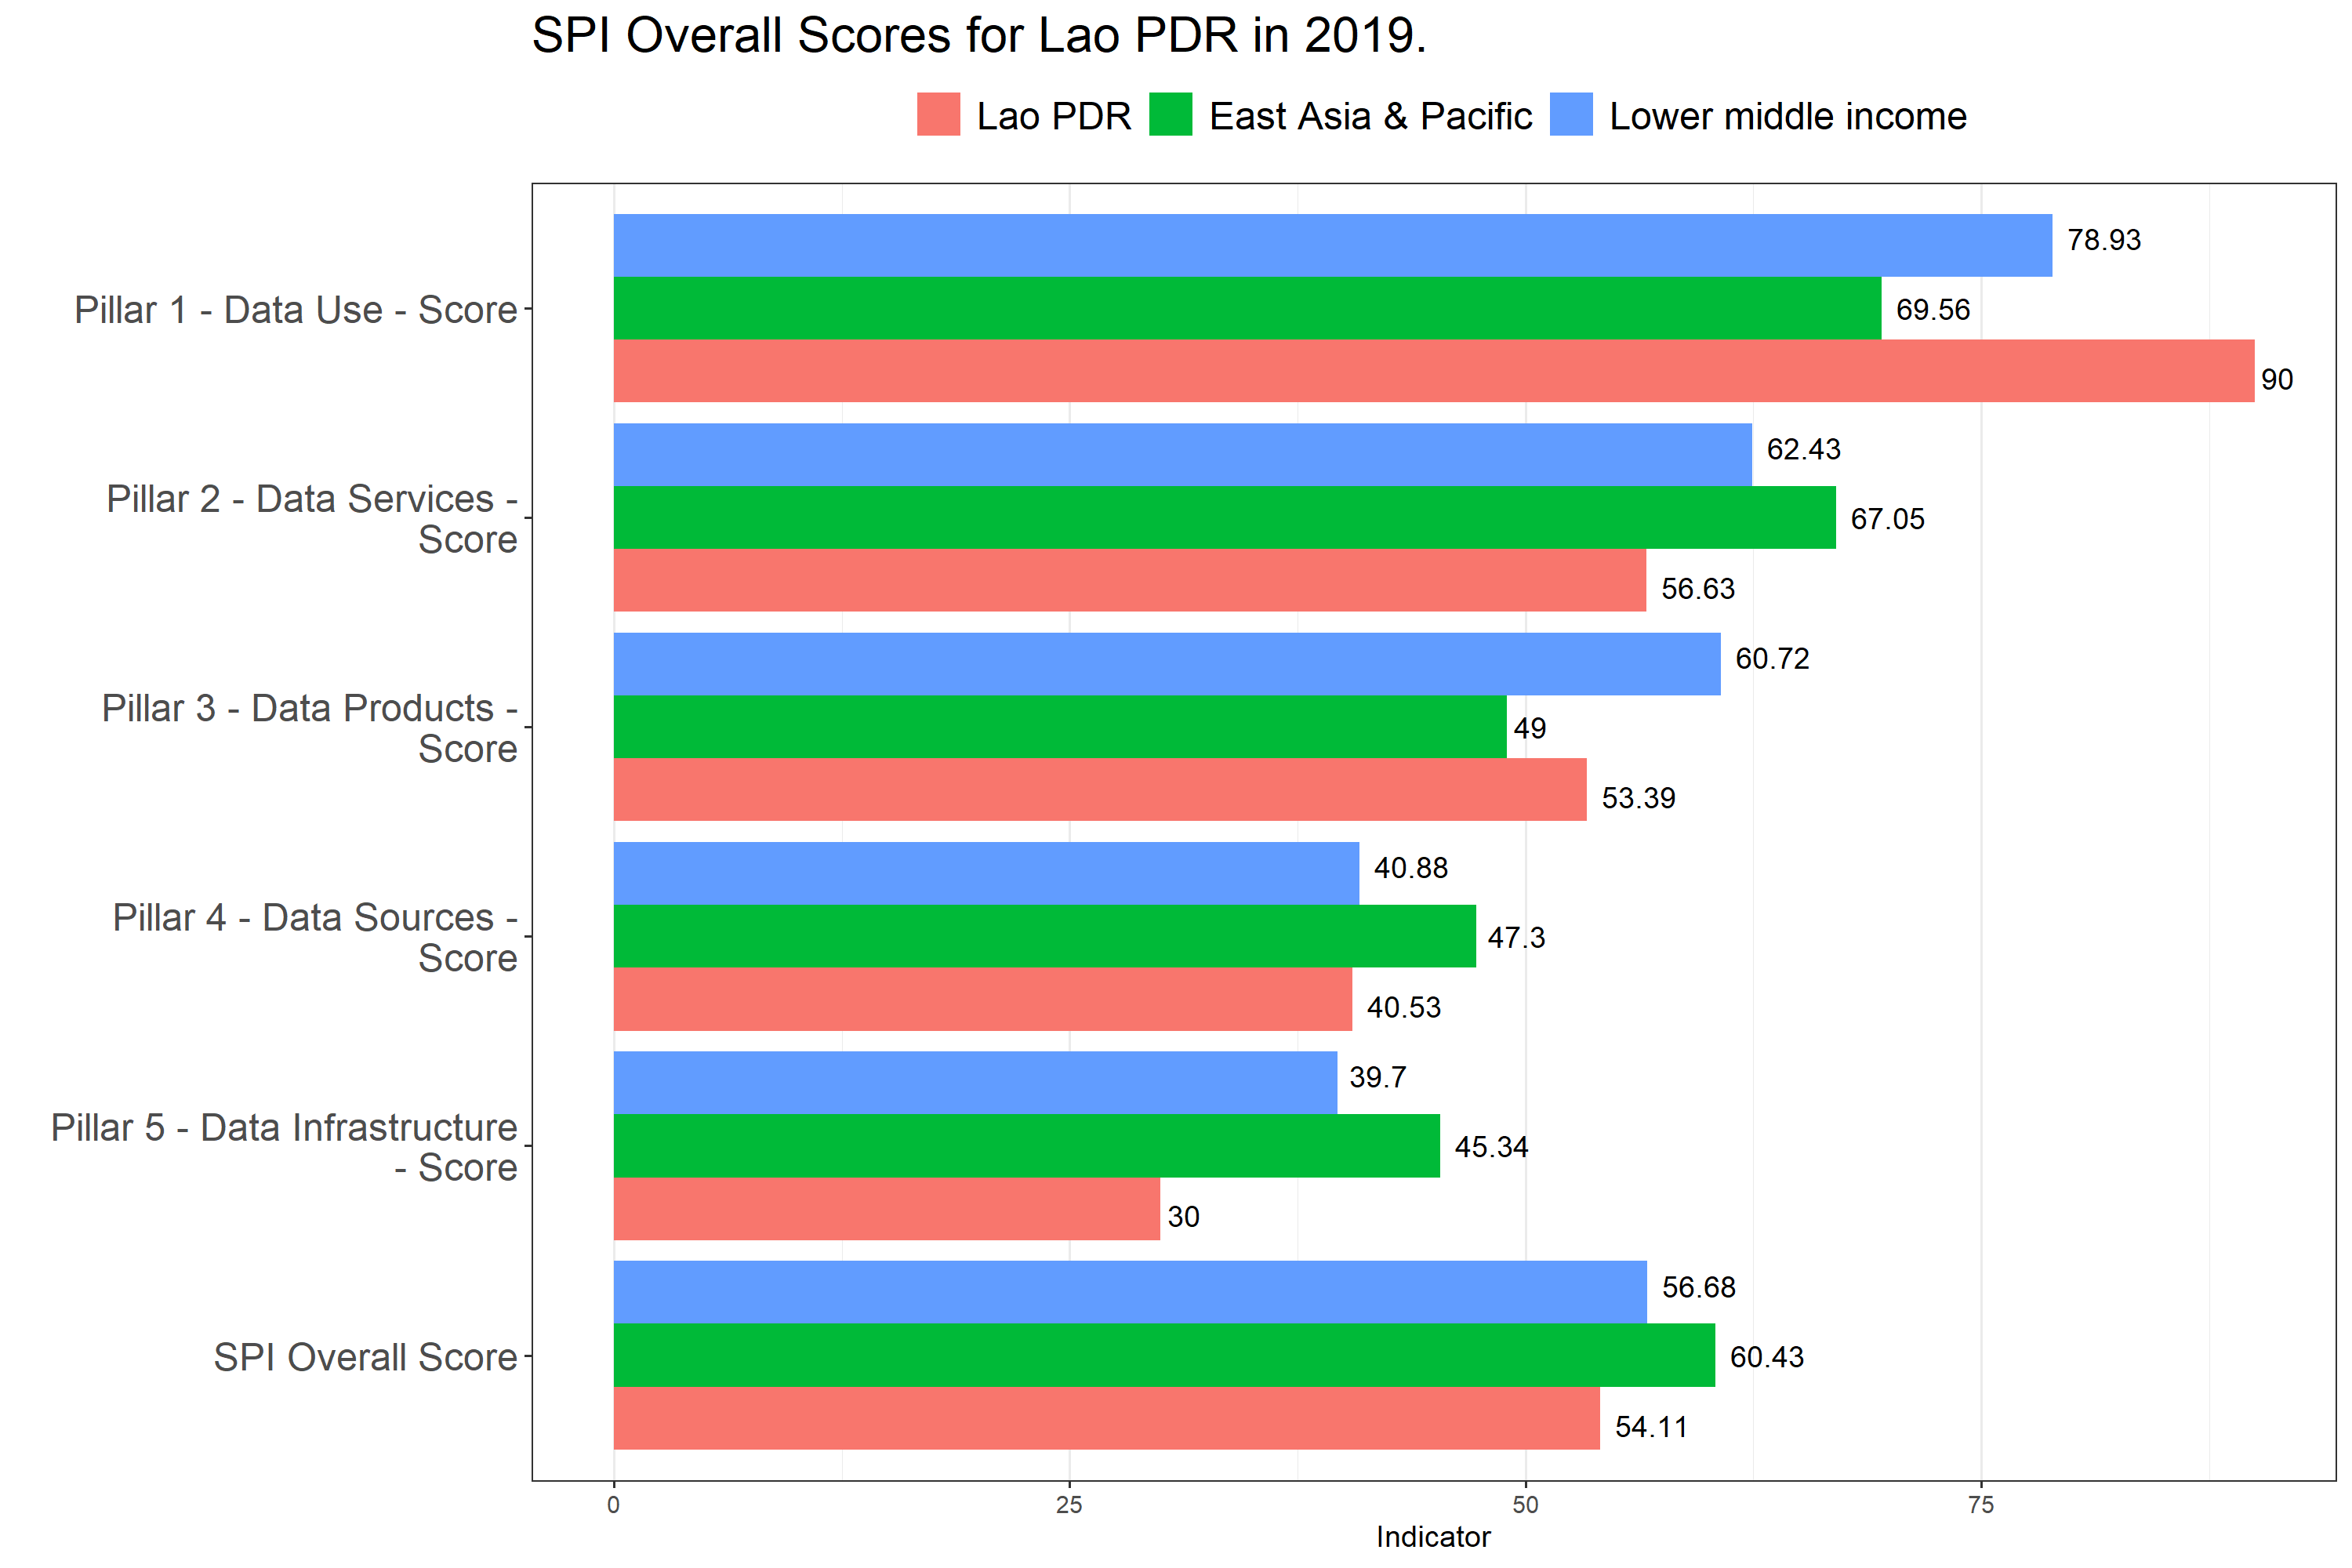 SPI Overall Scores for Lao PDR in 2019.
Lao PDR East Asia & Pacific Lower middle income
Pillar 1 - Data Use - Score
78.93
69.56
90
Pillar 2 - Data Services -
Score
62.43
67.05
56.63
Pillar 3 - Data Products -
Score
60.72
49
53.39
Pillar 4 - Data Sources -
Score
40.88
47.3
40.53
Pillar 5 - Data Infrastructure
- Score
39.7
45.34
30
SPI Overall Score
56.68
60.43
54.11
0 25 50 75
Indicator